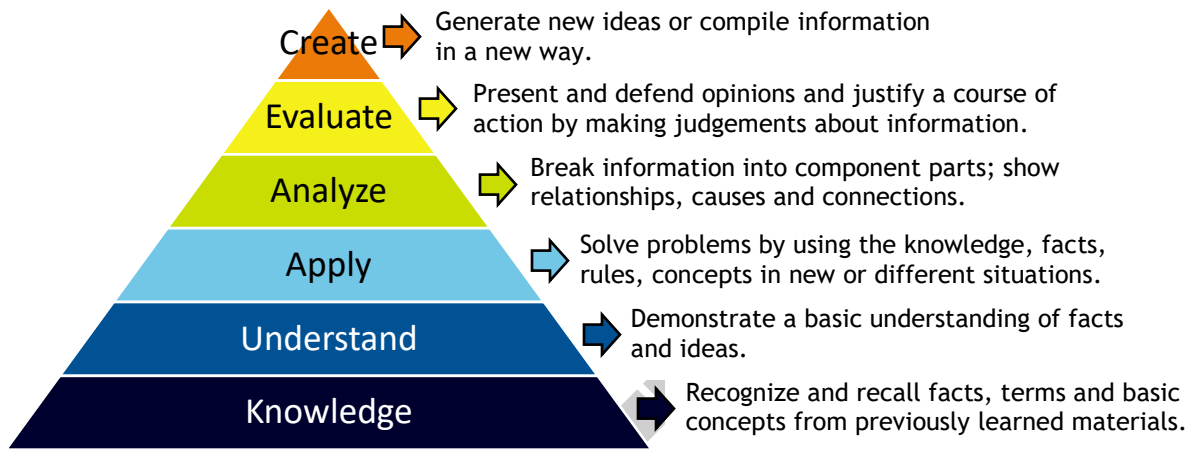 Create
Generate new ideas or compile information
in a new way.
Evaluate
Present and defend opinions and justify a course of
action by making judgements about information.
Analyze
Break information into component parts; show
relationships, causes and connections.
Apply
Solve problems by using the knowledge, facts,
rules, concepts in new or different situations.
Understand
Demonstrate a basic understanding of facts
and ideas.
Knowledge
Recognize and recall facts, terms and basic
concepts from previously learned materials.